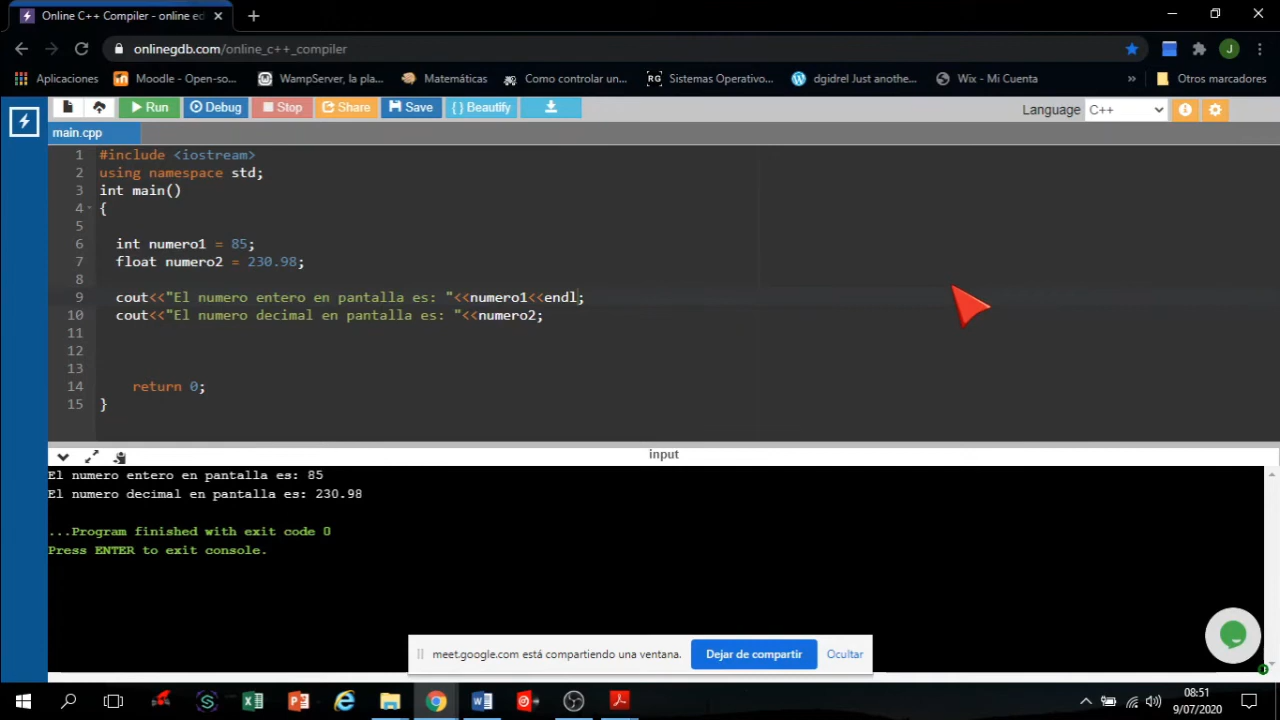 Online C++ Compiler - online ed
onlinegdb.com/online_c++_compiler
J
Aplicaciones
Moodle - Open-so...
WampServer, la pla...
Matemáticas
Como controlar un...
RG
Sistemas Operativo...
dgidrel Just anothe...
Wix - Mi Cuenta
»
Otros marcadores
Run
Debug
Stop
Share
Save
{ } Beautify
Language
C++
main.cpp
1 #include <iostream>
2 using namespace std;
3 int main()
4 {
5
6 int numero1 = 85;
7 float numero2 = 230.98;
8
9 cout<<"El numero entero en pantalla es: "<<numero1<<endl;
10 cout<<"El numero decimal en pantalla es: "<<numero2;
11
12
13
14 return 0;
15 }
input
El numero entero en pantalla es: 85
El numero decimal en pantalla es: 230.98
...Program finished with exit code 0
Press ENTER to exit console.
meet.google.com está compartiendo una ventana.
Dejar de compartir
Ocultar
08:51
9/07/2020